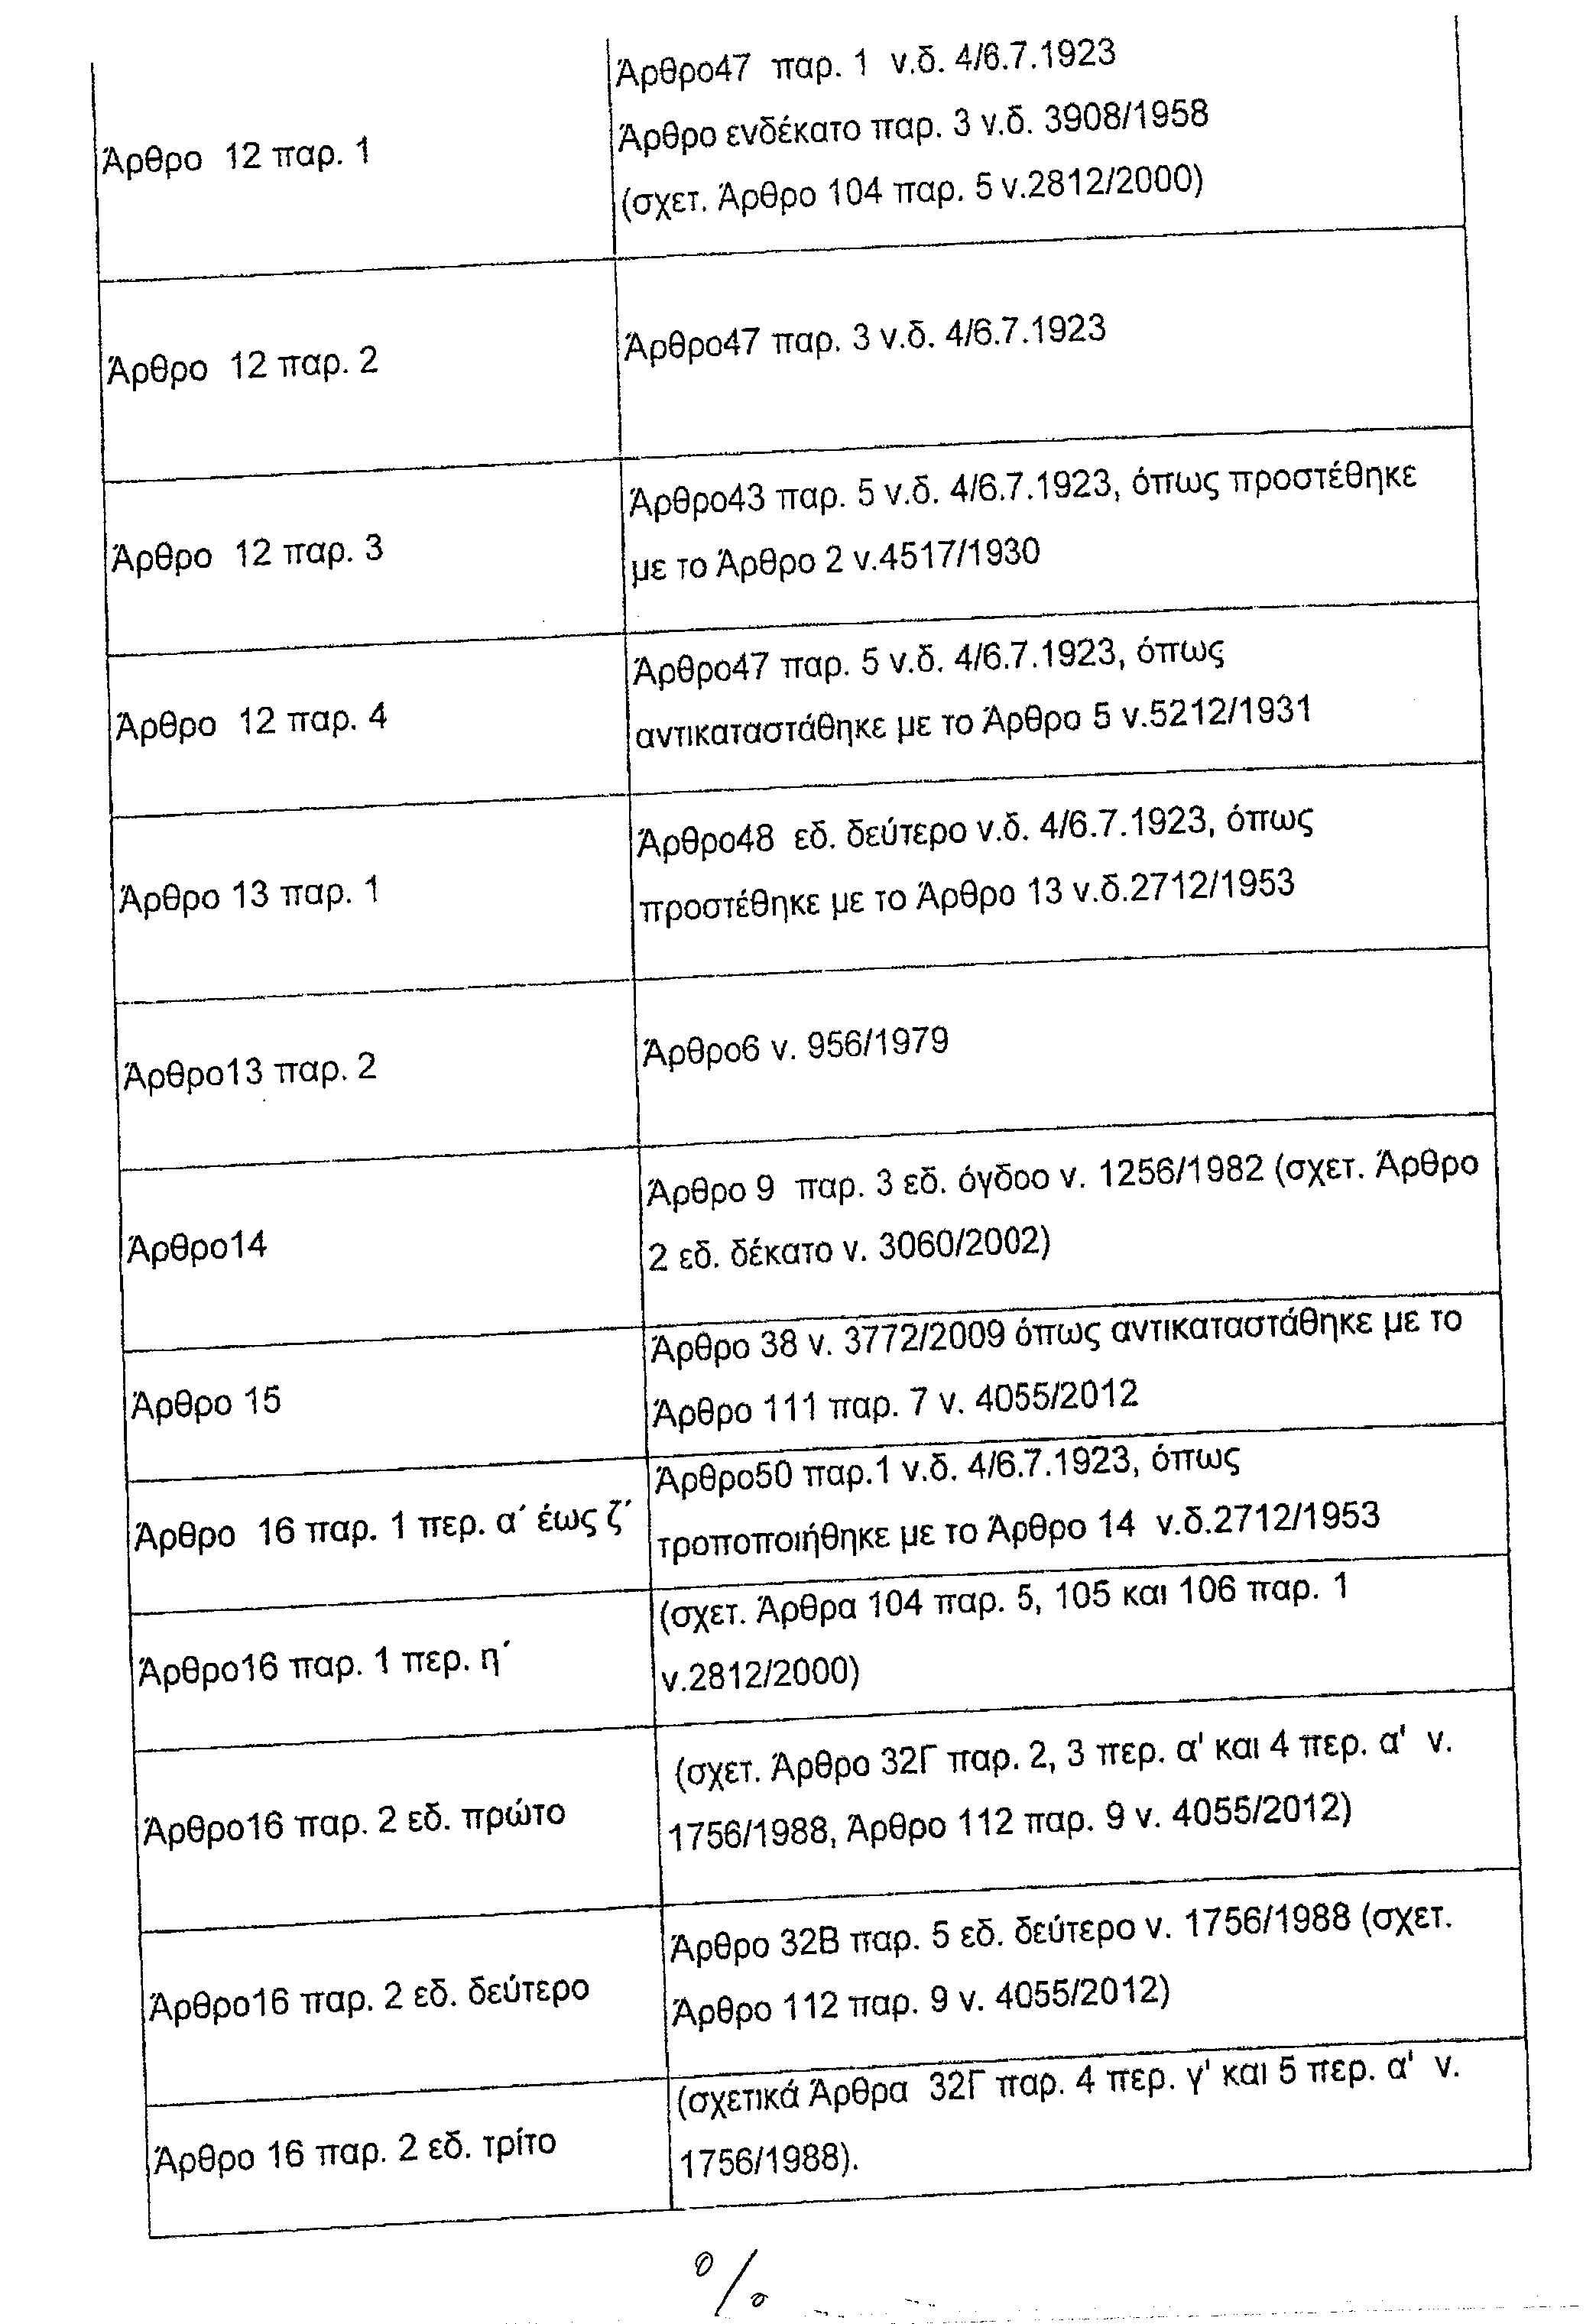 Άρθρο 12 παρ. 1
Άρθρο47 παρ. 1 ν.δ. 4/6.7.1923
Άρθρο ενδέκατο παρ. 3 ν.δ. 3908/1958
(σχετ. Άρθρο 104 παρ. 5 ν.2812/2000)
Άρθρο 12 παρ. 2
Άρθρο47 παρ. 3 ν.δ. 4/6.7.1923
Άρθρο 12 παρ. 3
Άρθρο43 παρ. 5 ν.δ. 4/6.7.1923, όπως προστέθηκε
με το Άρθρο 2 ν.4517/1930
Άρθρο 12 παρ. 4
Άρθρο47 παρ. 5 ν.δ. 4/6.7.1923, όπως
αντικαταστάθηκε με το Άρθρο 5 ν.5212/1931
Άρθρο 13 παρ. 1
Άρθρο48 εδ. δεύτερο ν.δ. 4/6.7.1923, όπως
προστέθηκε με το Άρθρο 13 ν.δ.2712/1953
Άρθρο13 παρ. 2
Άρθρο6 ν. 956/1979
Άρθρο14
Άρθρο 9 παρ. 3 εδ. όγδοο ν. 1256/1982 (σχετ. Άρθρο
2 εδ. δέκατο ν. 3060/2002)
Άρθρο 15
Άρθρο 38 ν. 3772/2009 όπως αντικαταστάθηκε με το
Άρθρο 111 παρ. 7 ν. 4055/2012
Άρθρο 16 παρ. 1 περ. α΄ έως ζ΄
Άρθρο50 παρ.1 ν.δ. 4/6.7.1923, όπως
τροποποιήθηκε με το Άρθρο 14 ν.δ.2712/1953
Άρθρο16 παρ. 1 περ. η΄
(σχετ. Άρθρα 104 παρ. 5, 105 και 106 παρ. 1
ν.2812/2000)
Άρθρο16 παρ. 2 εδ. πρώτο
(σχετ. Άρθρο 32Γ παρ. 2, 3 περ. α' και 4 περ. α' ν.
1756/1988, Άρθρο 112 παρ. 9 ν. 4055/2012)
Άρθρο16 παρ. 2 εδ. δεύτερο
Άρθρο 32Β παρ. 5 εδ. δεύτερο ν. 1756/1988 (σχετ.
Άρθρο 112 παρ. 9 ν. 4055/2012)
Άρθρο 16 παρ. 2 εδ. τρίτο
(σχετικά Άρθρα 32Γ παρ. 4 περ. γ' και 5 περ. α' ν.
1756/1988).
%